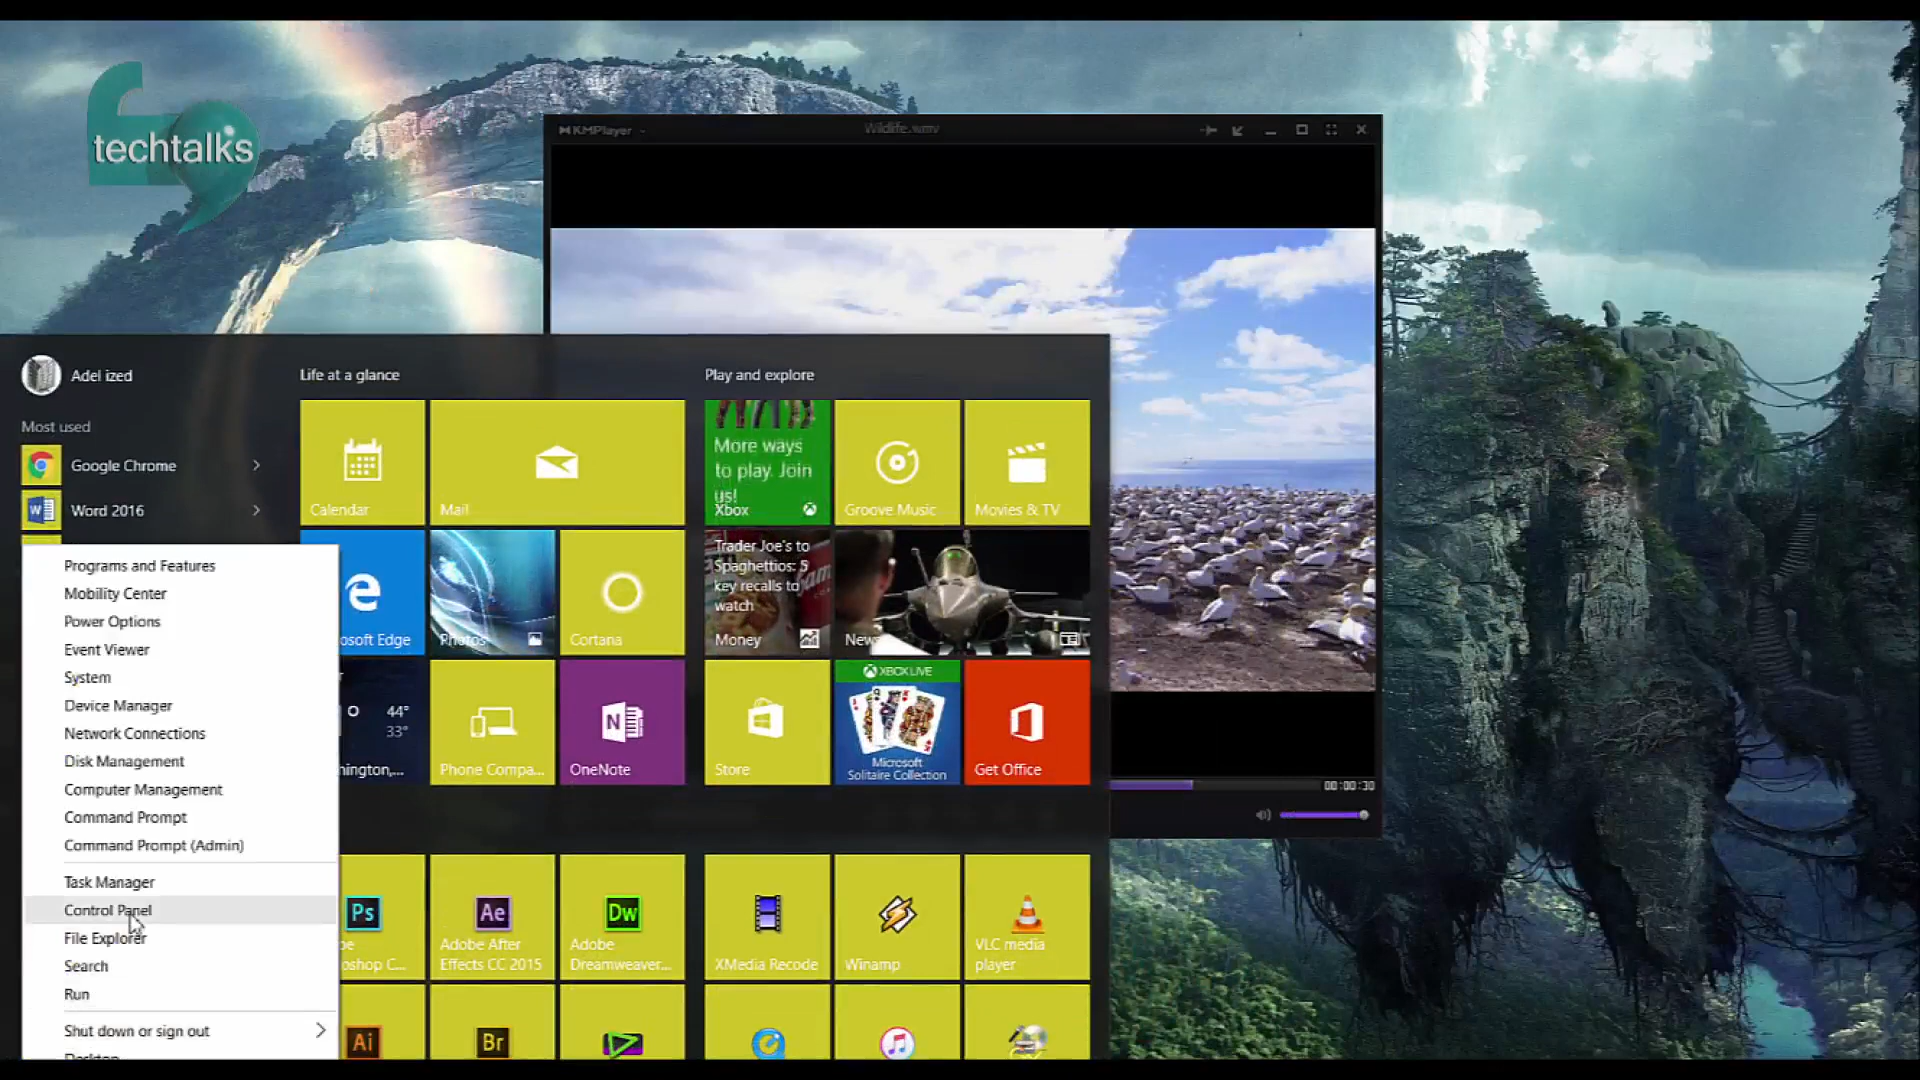 techtalks
KMPlayer
Wildlife.wmv
Adel ized
Most used
Google Chrome
Word 2016
Life at a glance
Calendar
Mail
osoft Edge
Photos
Cortana
44°
33°
hington,...
Phone Compa...
OneNote
Play and explore
More ways
to play. Join
us!
Xbox
Groove Music
Movies & TV
Trader Joe's to
Spaghettios: 5
key recalls to
watch
Money
News
Store
XBOX LIVE
Microsoft
Solitaire Collection
Get Office
00:00:30
Programs and Features
Mobility Center
Power Options
Event Viewer
System
Device Manager
Network Connections
Disk Management
Computer Management
Command Prompt
Command Prompt (Admin)
Task Manager
Control Panel
File Explorer
Search
Run
Shut down or sign out
Desktop
Ps
be
oshop C...
Ae
Adobe After
Effects CC 2015
Dw
Adobe
Dreamweaver...
XMedia Recode
Winamp
VLC media
player
Ai
Br